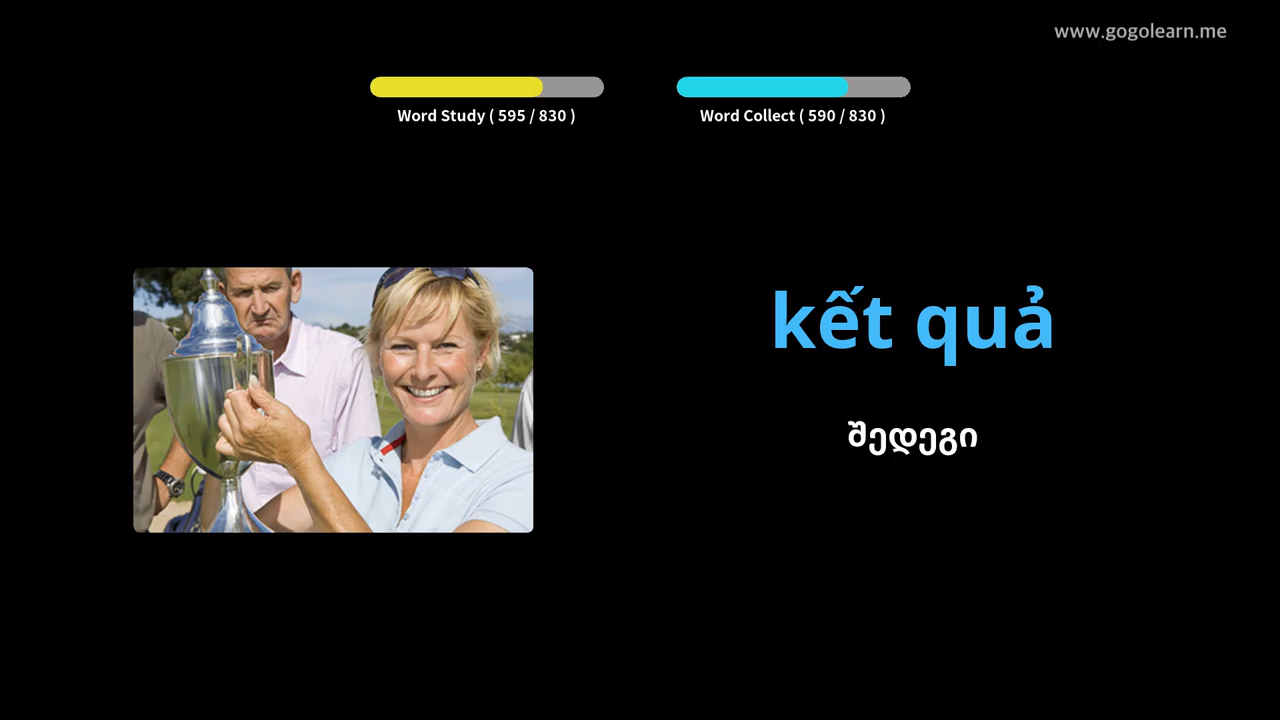 www.gogolearn.me
Word Study ( 595 / 830 )
Word Collect ( 590 / 830 )
kết quả
შედეგი